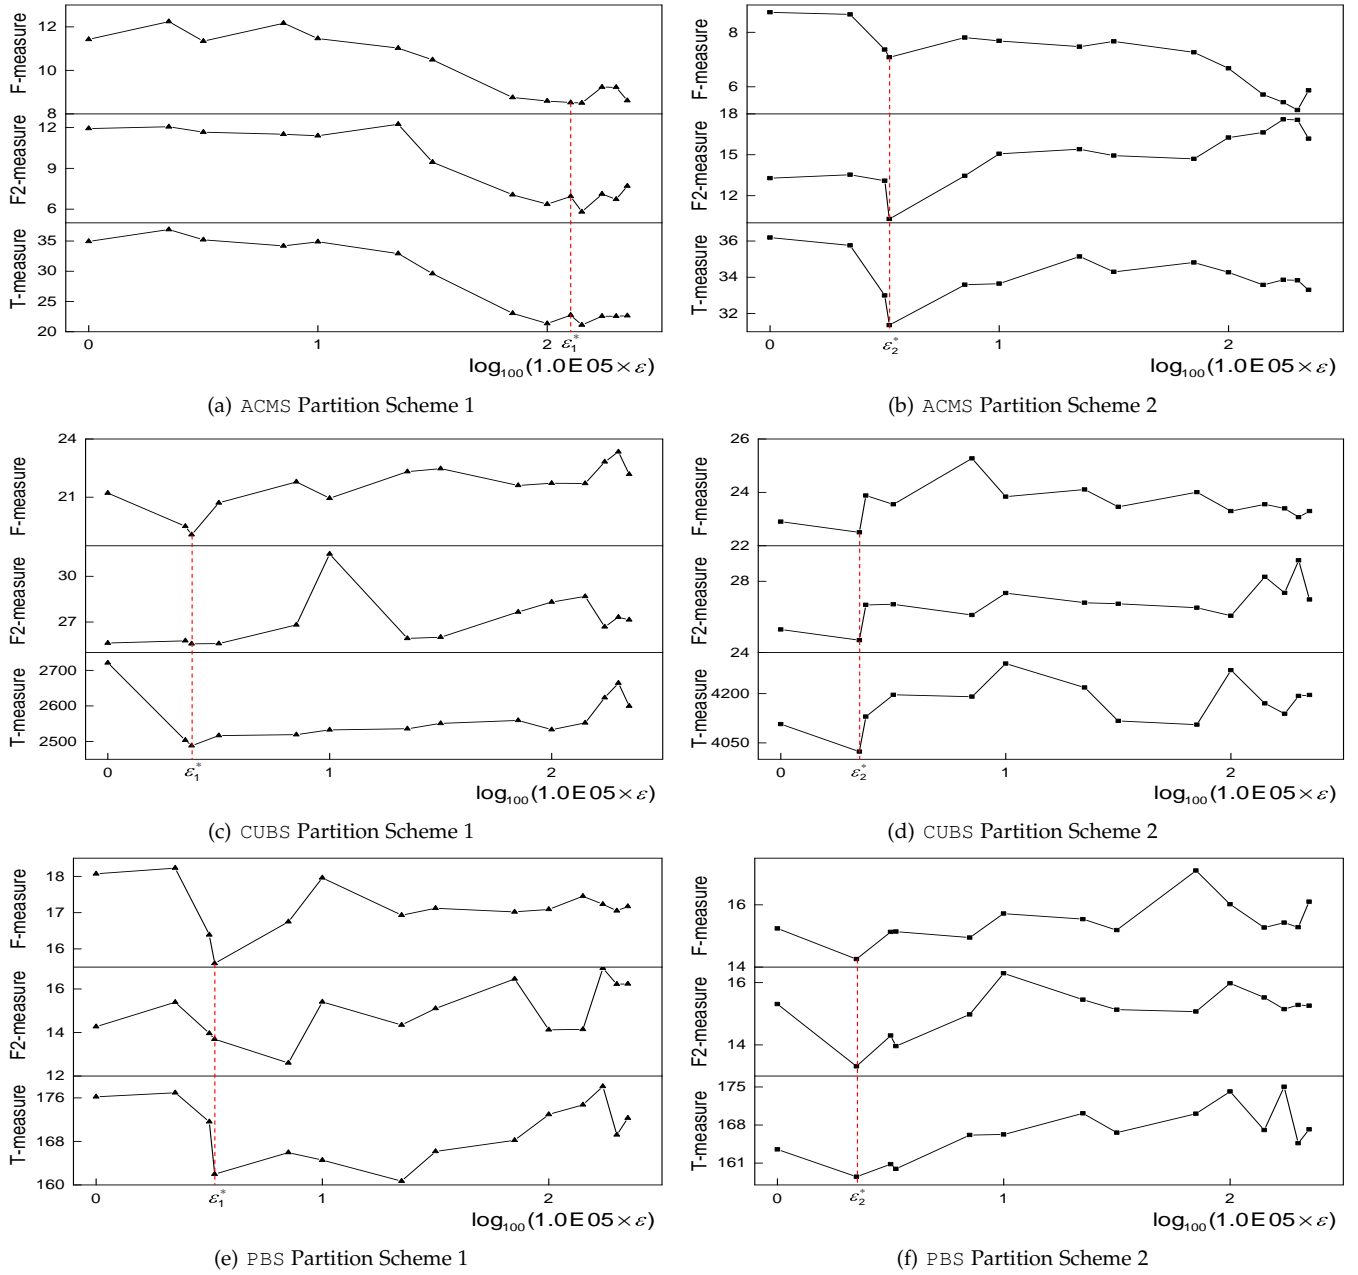 F-measure
12
10
8
F2-measure
12
9
6
T-measure
35
30
25
20
0
1
2
ε₁*
log₁₀₀(1.0E05×ε)
(a) ACMS Partition Scheme 1
F-measure
8
6
F2-measure
18
15
12
T-measure
36
34
32
0
ε₂*
1
2
log₁₀₀(1.0E05×ε)
(b) ACMS Partition Scheme 2
F-measure
24
21
F2-measure
30
27
T-measure
2700
2600
2500
0
ε₁*
1
2
log₁₀₀(1.0E05×ε)
(c) CUBS Partition Scheme 1
F-measure
26
24
22
F2-measure
28
24
T-measure
4200
4050
0
ε₂*
1
2
log₁₀₀(1.0E05×ε)
(d) CUBS Partition Scheme 2
F-measure
18
17
16
F2-measure
16
14
12
T-measure
176
168
160
0
ε₁*
1
2
log₁₀₀(1.0E05×ε)
(e) PBS Partition Scheme 1
F-measure
16
14
F2-measure
16
14
T-measure
175
168
161
0
ε₂*
1
2
log₁₀₀(1.0E05×ε)
(f) PBS Partition Scheme 2